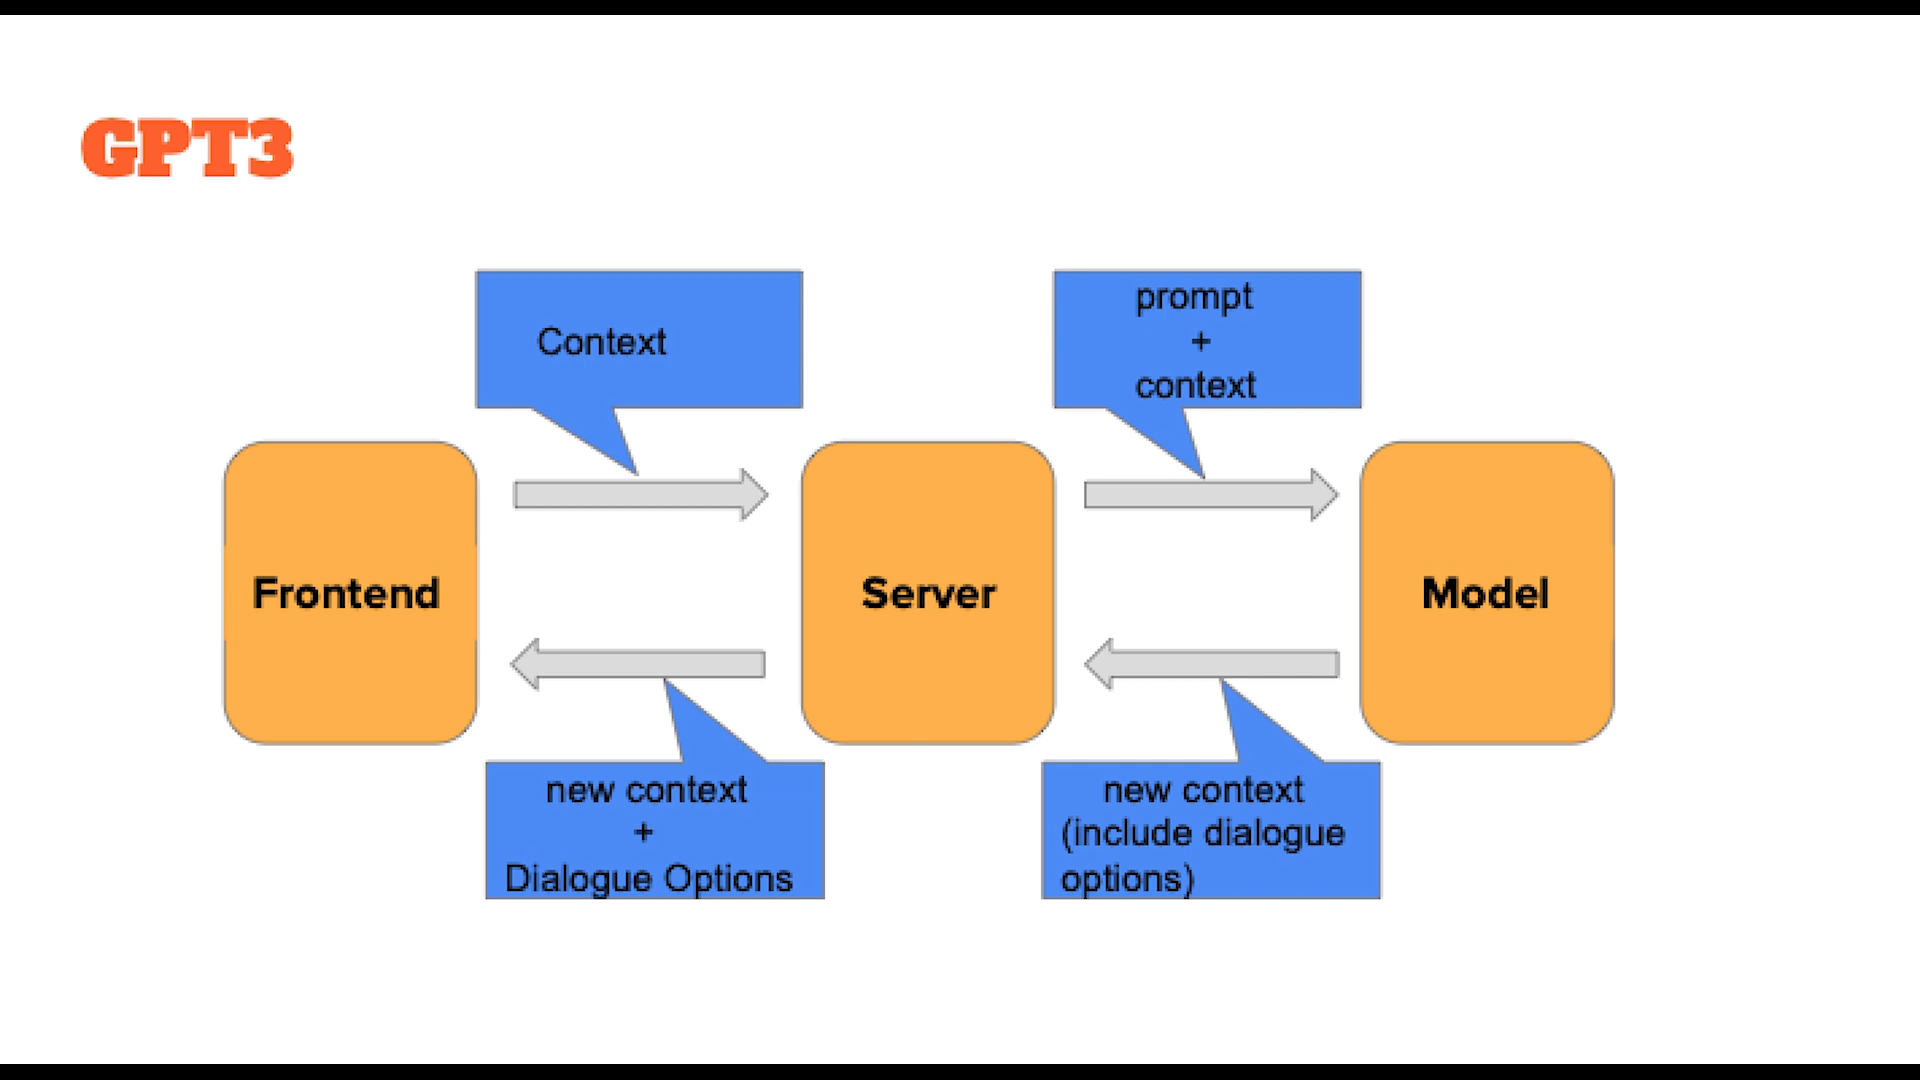 GPT3
Context
prompt
+
context
Frontend
Server
Model
new context
+
Dialogue Options
new context
(include dialogue
options)